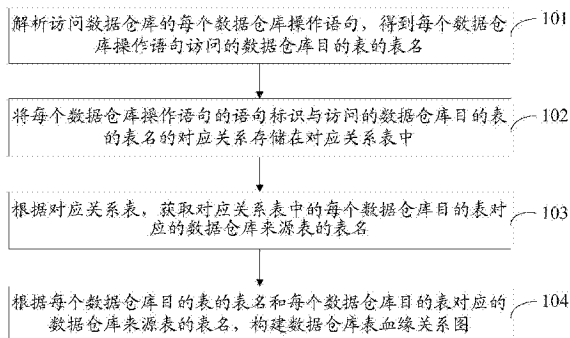 解析访问数据仓库的每个数据仓库操作语句，得到每个数据仓
库操作语句访问的数据仓库目的表的表名
101
将每个数据仓库操作语句的语句标识与访问的数据仓库目的表
的表名的对应关系存储在对应关系表中
102
根据对应关系表，获取对应关系表中的每个数据仓库目的表对
应的数据仓库来源表的表名
103
根据每个数据仓库目的表的表名和每个数据仓库目的表对应的
数据仓库来源表的表名，构建数据仓库表血缘关系图
104